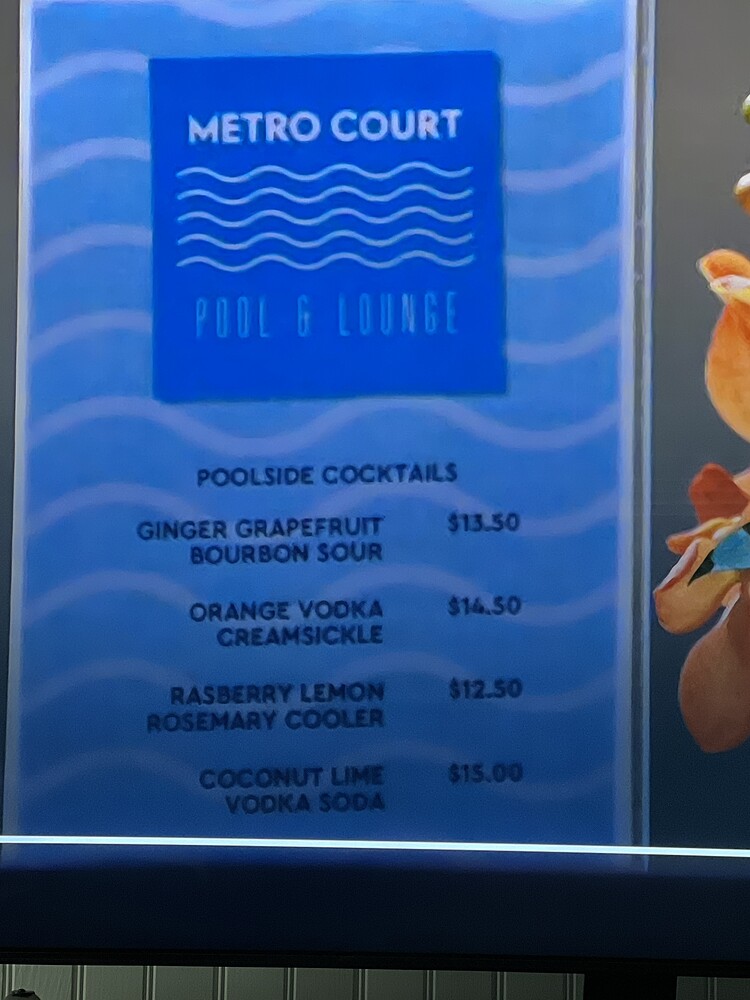 METRO COURT
POOL & LOUNGE
POOLSIDE COCKTAILS
GINGER GRAPEFRUIT $13.50
BOURBON SOUR
ORANGE VODKA $14.50
CREAMSICKLE
RASBERRY LEMON $12.50
ROSEMARY COOLER
COCONUT LIME $15.00
VODKA SODA